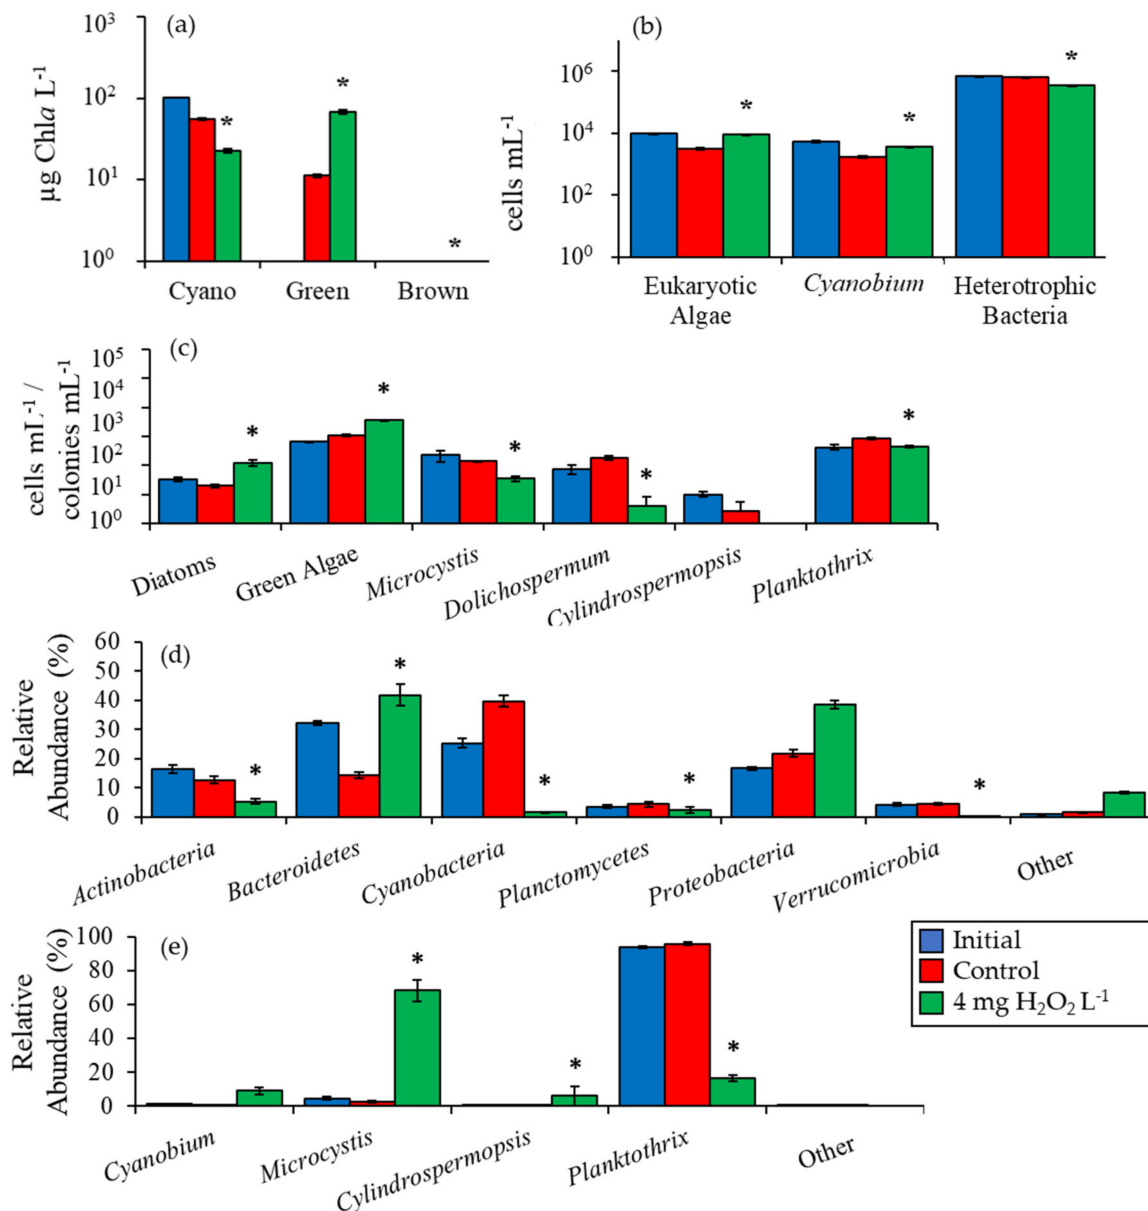 (a)
µg Chla L⁻¹
10³
10²
10¹
10⁰
*
*
*
Cyano Green Brown
(b)
cells mL⁻¹
10⁶
10⁴
10²
10⁰
*
*
*
Eukaryotic Algae
Cyanobium
Heterotrophic Bacteria
(c)
cells mL⁻¹ /
colonies mL⁻¹
10⁵
10⁴
10³
10²
10¹
10⁰
*
*
*
*
*
Diatoms
Green Algae
Microcystis
Dolichospermum
Cylindrospermopsis
Planktothrix
(d)
Relative
Abundance (%)
60
50
40
30
20
10
0
*
*
*
*
*
Actinobacteria
Bacteroidetes
Cyanobacteria
Planctomycetes
Proteobacteria
Verrucomicrobia
Other
(e)
Relative
Abundance (%)
100
80
60
40
20
0
*
*
*
Cyanobium
Microcystis
Cylindrospermopsis
Planktothrix
Other
Initial
Control
4 mg H₂O₂ L⁻¹